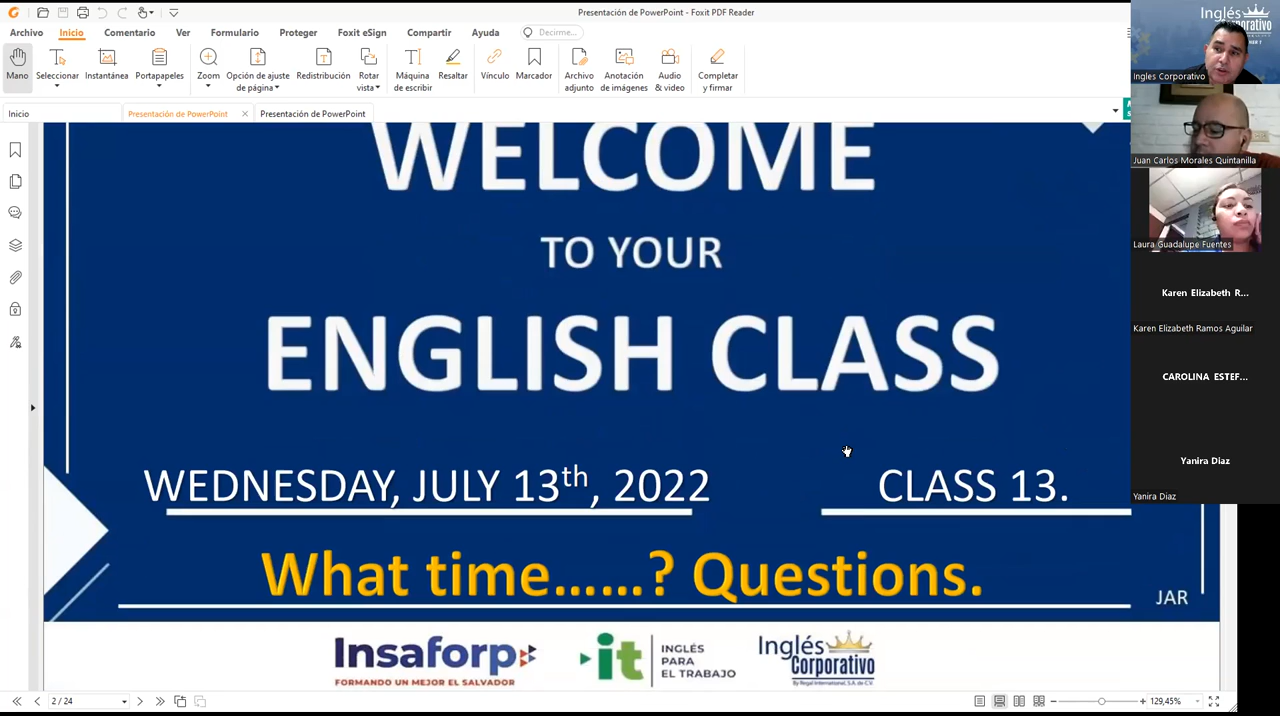 Presentación de PowerPoint - Foxit PDF Reader
Archivo Inicio Comentario Ver Formulario Proteger Foxit eSign Compartir Ayuda Decirme...
Mano Seleccionar Instantánea Portapapeles Zoom Opción de ajuste de página Redistribución Rotar vista Máquina de escribir Resaltar Vínculo Marcador Archivo adjunto Anotación de imágenes Audio & video Completar y firmar
Inicio Presentación de PowerPoint Presentación de PowerPoint
WELCOME
TO YOUR
ENGLISH CLASS
WEDNESDAY, JULY 13th, 2022 CLASS 13.
What time……? Questions.
JAR
Insaforp
FORMANDO UN MEJOR EL SALVADOR
it INGLÉS PARA EL TRABAJO
Inglés Corporativo
By Regal International, S.A. de C.V.
2 / 24
129,45%
Inglés Corporativo
Ingles Corporativo
Juan Carlos Morales Quintanilla
Laura Guadalupe Fuentes
Karen Elizabeth R...
Karen Elizabeth Ramos Aguilar
CAROLINA ESTEF...
Yanira Diaz
Yanira Diaz